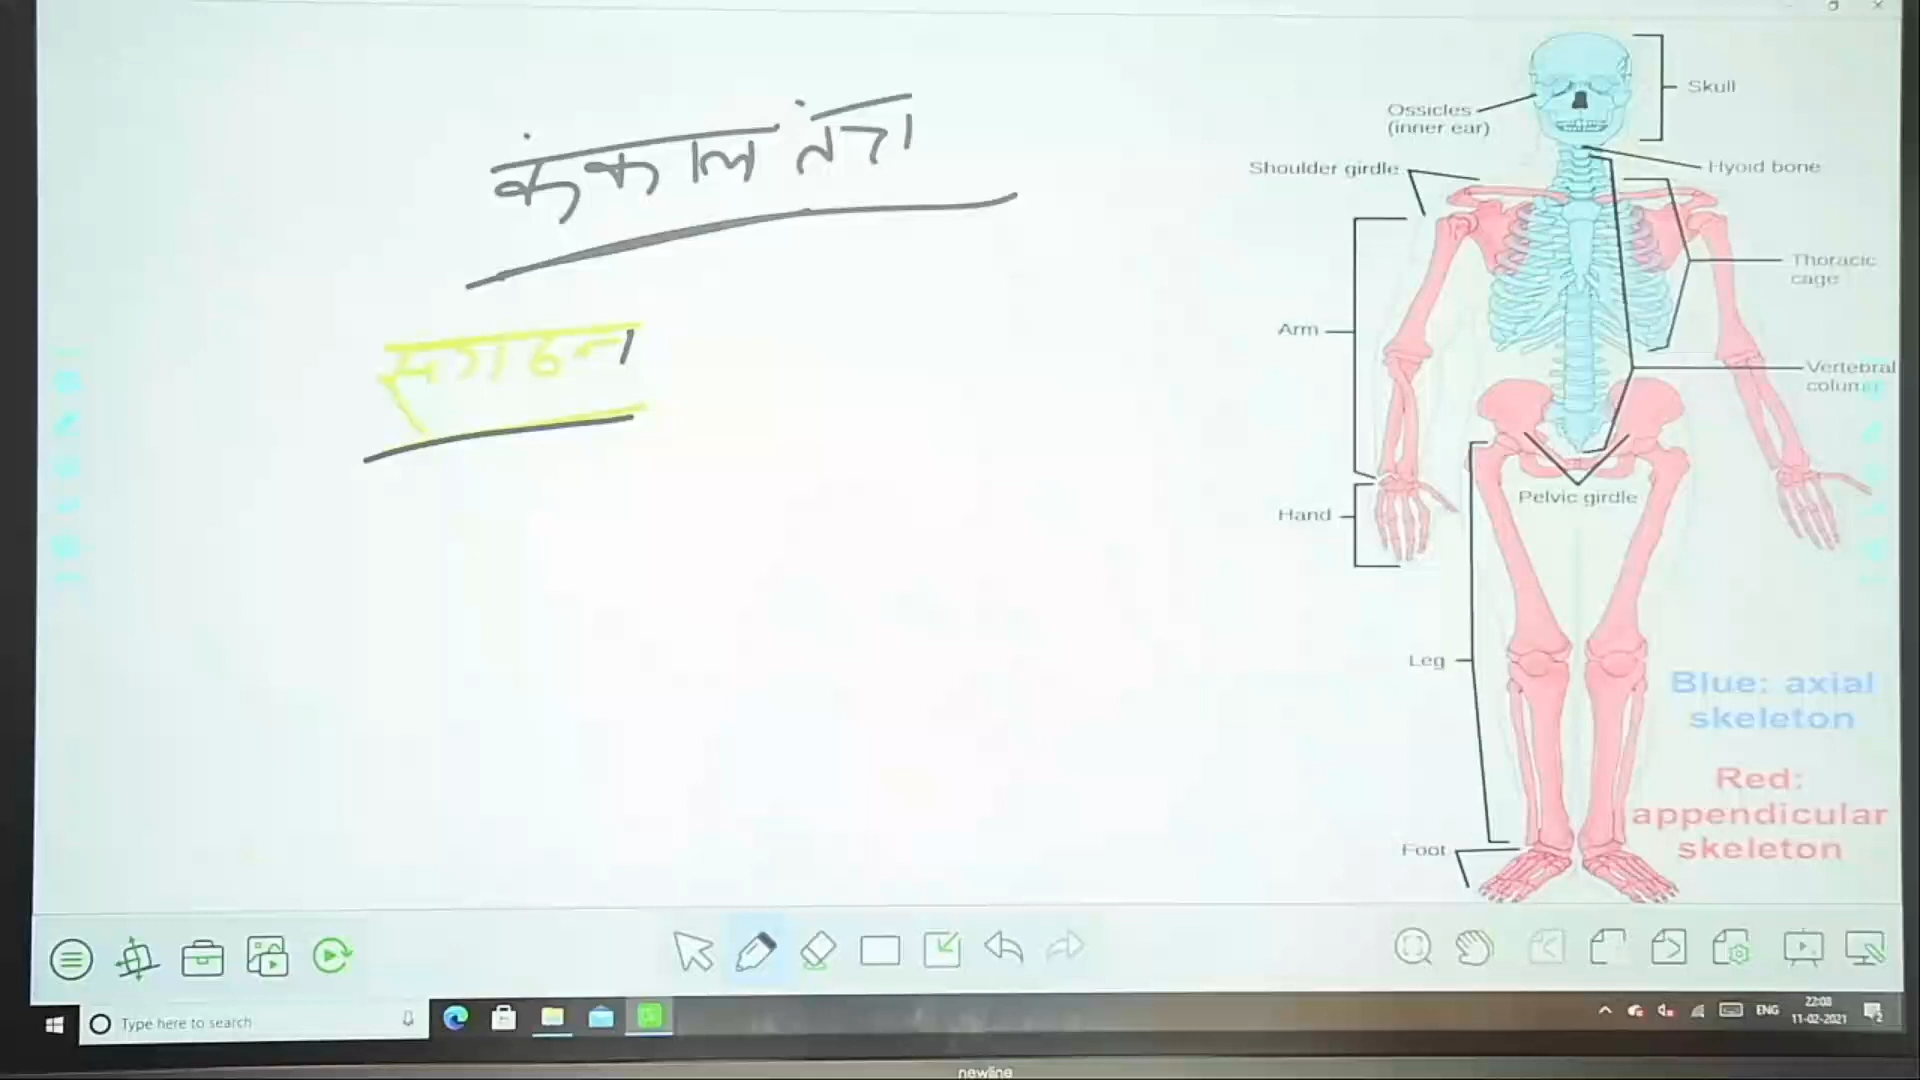 कंकाल तंत्र
संगठन
Skull
Ossicles
(inner ear)
Hyoid bone
Shoulder girdle
Thoracic
cage
Arm
Vertebral
column
Pelvic girdle
Hand
Leg
Blue: axial
skeleton
Red:
appendicular
skeleton
Foot
Type here to search
ENG
22:08
11-02-2021
newline